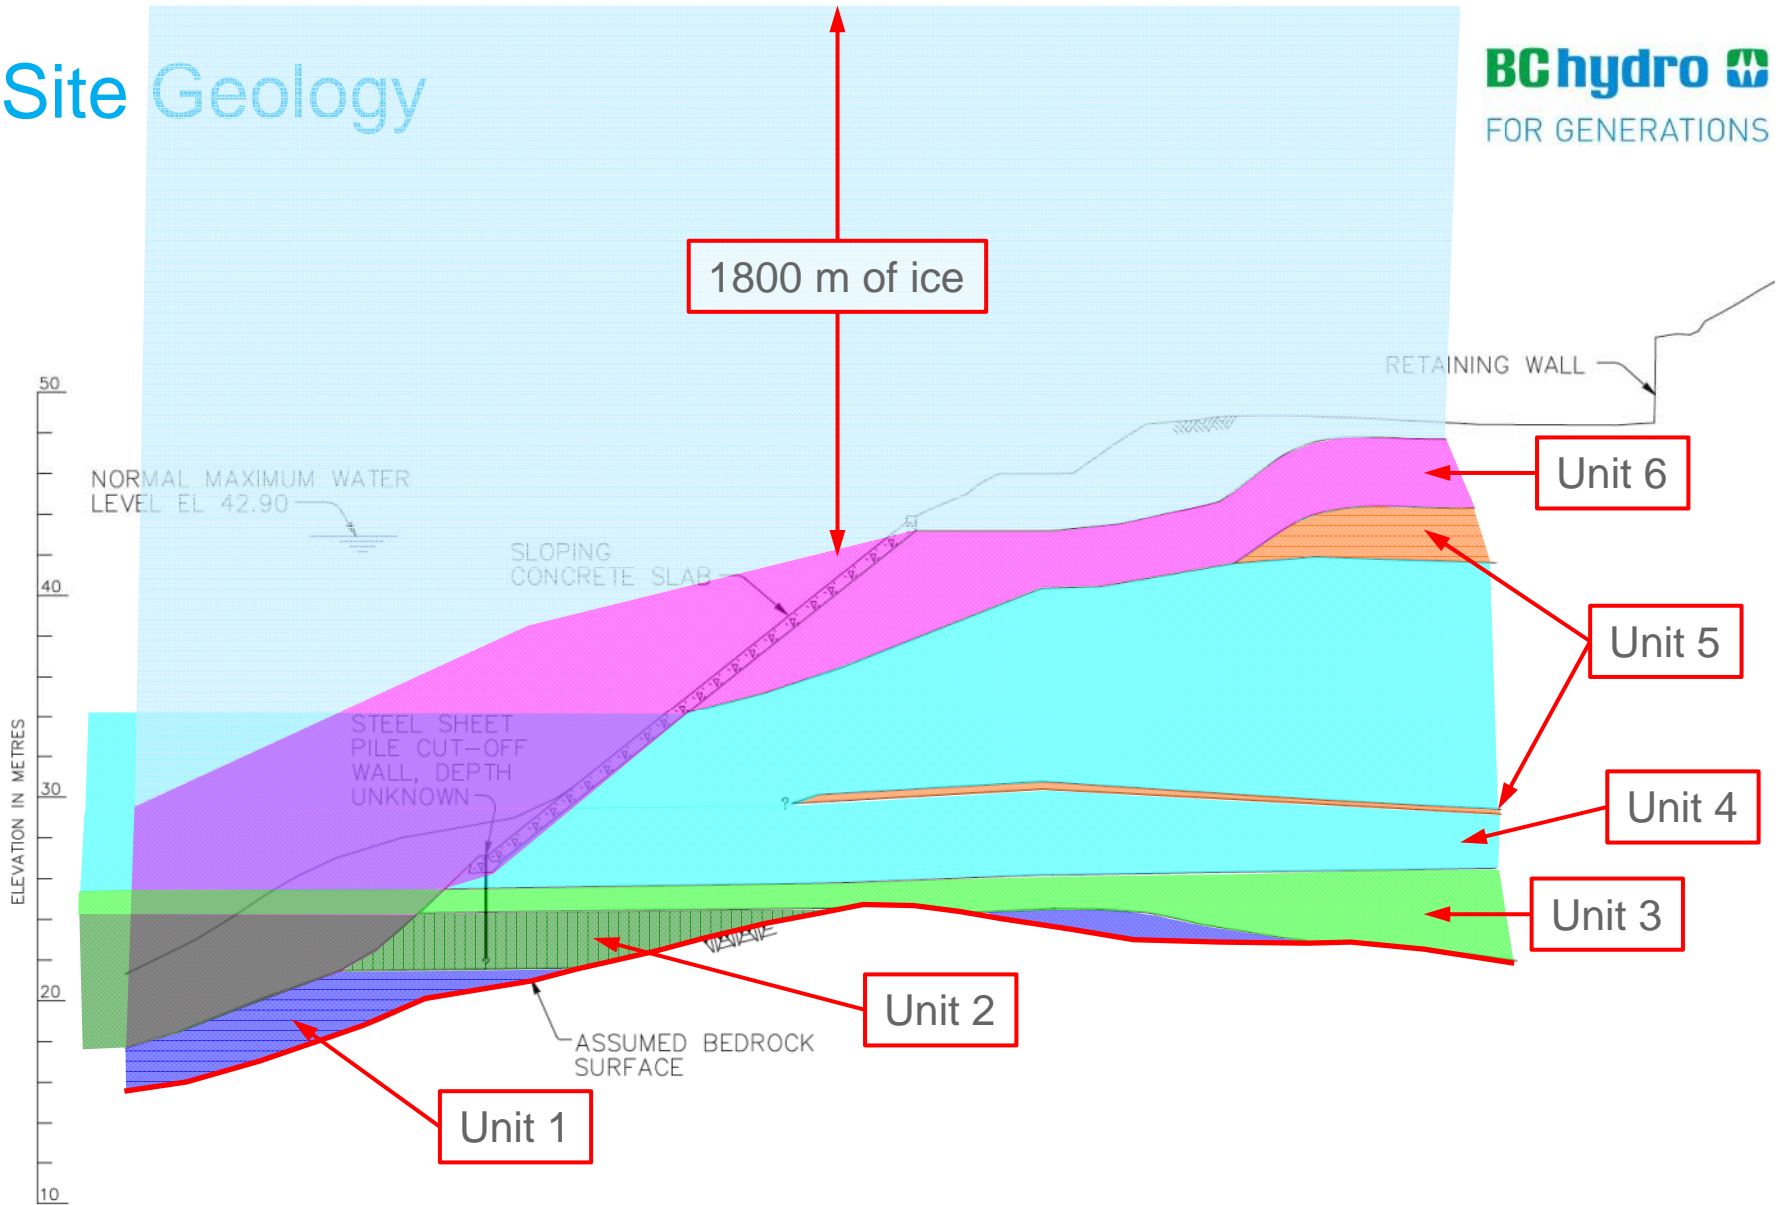 Site Geology
BC hydro
FOR GENERATIONS
1800 m of ice
RETAINING WALL
50
Unit 6
NORMAL MAXIMUM WATER
LEVEL EL 42.90
SLOPING
CONCRETE SLAB
40
Unit 5
STEEL SHEET
PILE CUT-OFF
WALL, DEPTH
UNKNOWN
ELEVATION IN METRES
30
?
Unit 4
Unit 3
20
Unit 2
ASSUMED BEDROCK
SURFACE
Unit 1
10